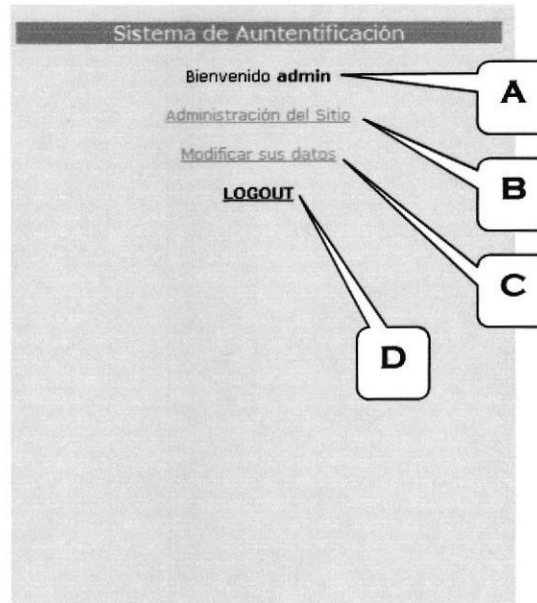 Sistema de Auntentificación
Bienvenido admin
A
Administración del Sitio
B
Modificar sus datos
LOGOUT
C
D